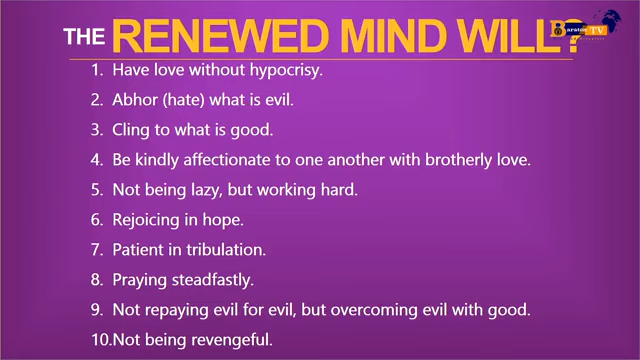 THE RENEWED MIND WILL?
Baraton TV
1. Have love without hypocrisy.
2. Abhor (hate) what is evil.
3. Cling to what is good.
4. Be kindly affectionate to one another with brotherly love.
5. Not being lazy, but working hard.
6. Rejoicing in hope.
7. Patient in tribulation.
8. Praying steadfastly.
9. Not repaying evil for evil, but overcoming evil with good.
10.Not being revengeful.